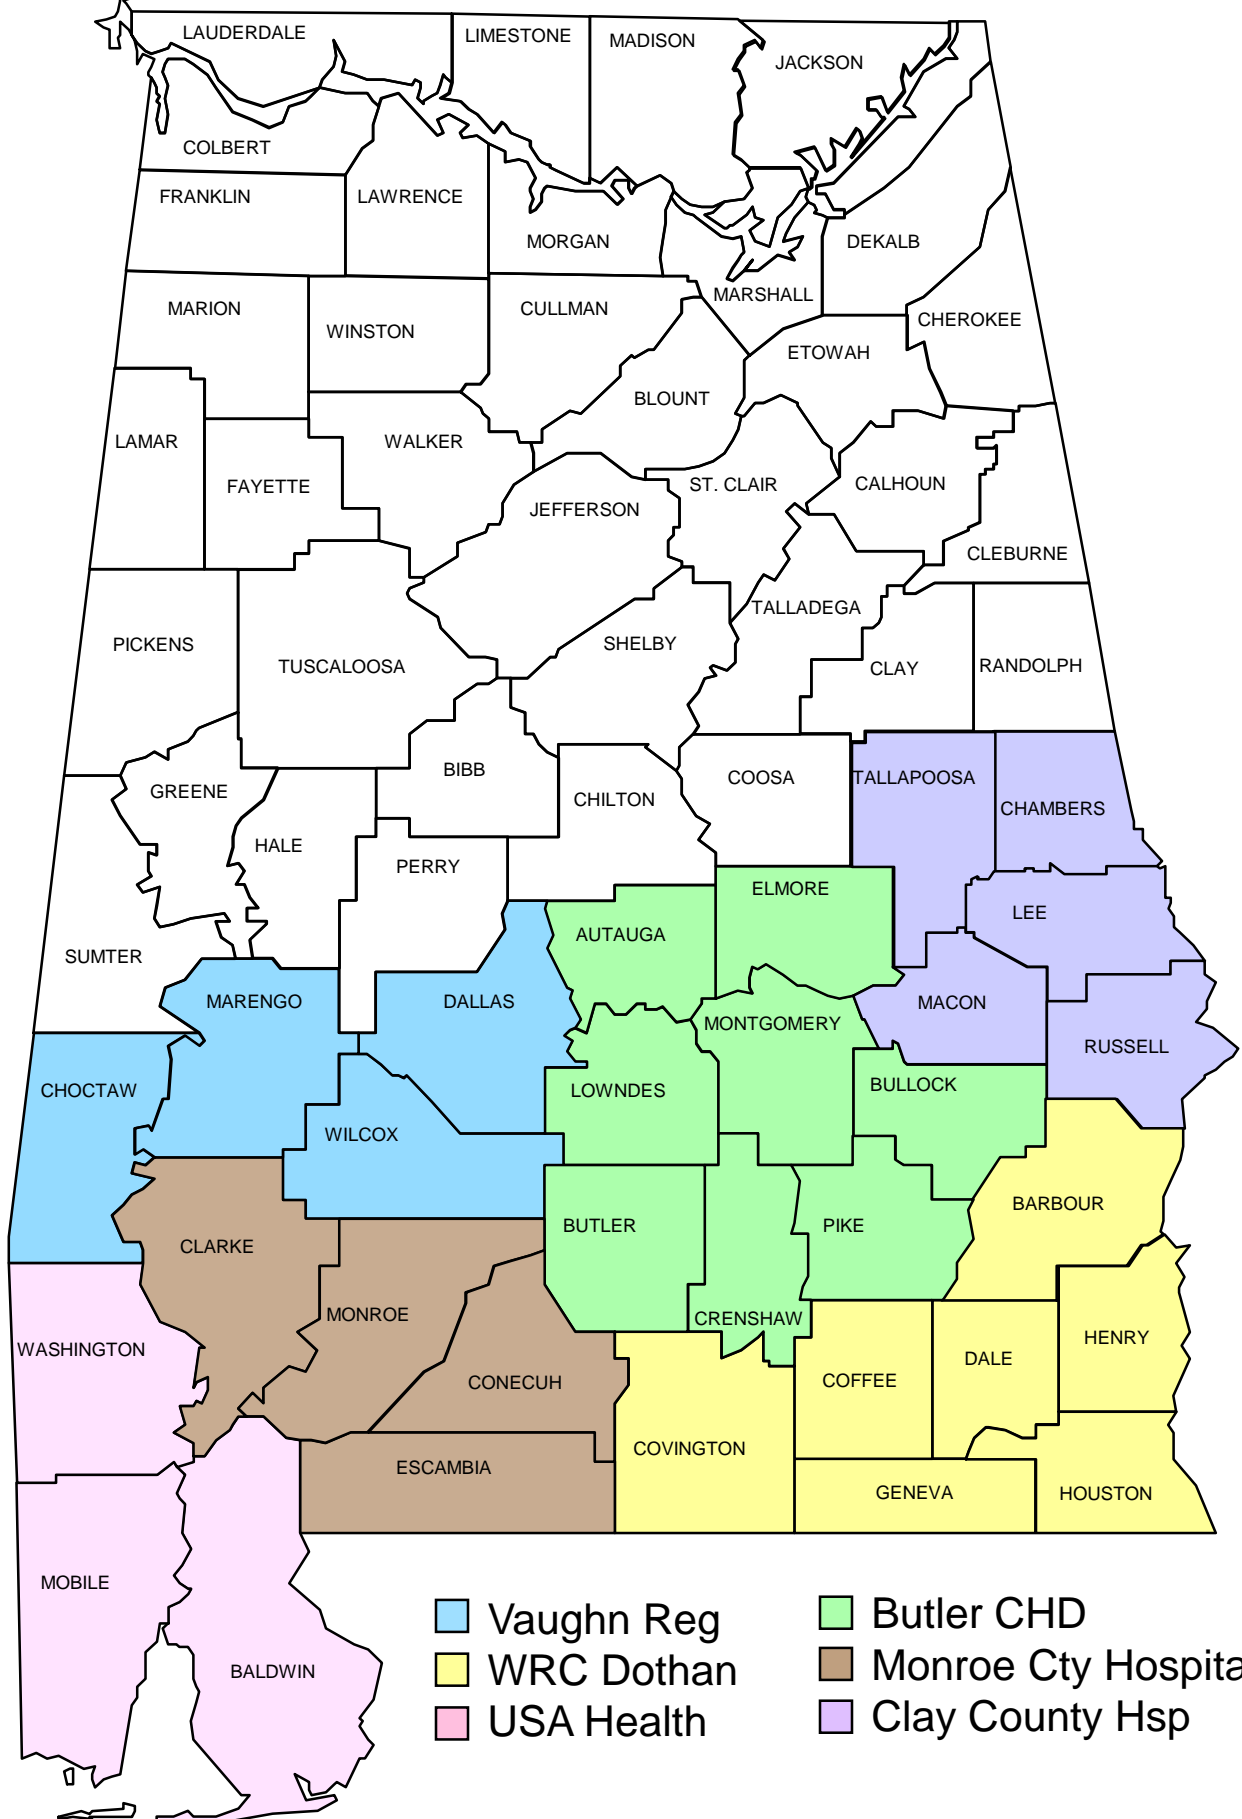 LAUDERDALE
LIMESTONE
MADISON
JACKSON
COLBERT
FRANKLIN
LAWRENCE
MORGAN
DEKALB
MARSHALL
MARION
WINSTON
CULLMAN
CHEROKEE
ETOWAH
BLOUNT
LAMAR
WALKER
FAYETTE
ST. CLAIR
CALHOUN
JEFFERSON
CLEBURNE
TALLADEGA
PICKENS
SHELBY
TUSCALOOSA
CLAY
RANDOLPH
BIBB
COOSA
TALLAPOOSA
GREENE
CHILTON
CHAMBERS
HALE
PERRY
ELMORE
LEE
AUTAUGA
SUMTER
MARENGO
DALLAS
MACON
MONTGOMERY
RUSSELL
CHOCTAW
LOWNDES
BULLOCK
WILCOX
BARBOUR
CLARKE
BUTLER
PIKE
MONROE
CRENSHAW
WASHINGTON
HENRY
DALE
CONECUH
COFFEE
COVINGTON
ESCAMBIA
GENEVA
HOUSTON
MOBILE
BALDWIN
Vaughn Reg
WRC Dothan
USA Health
Butler CHD
Monroe Cty Hospita
Clay County Hsp